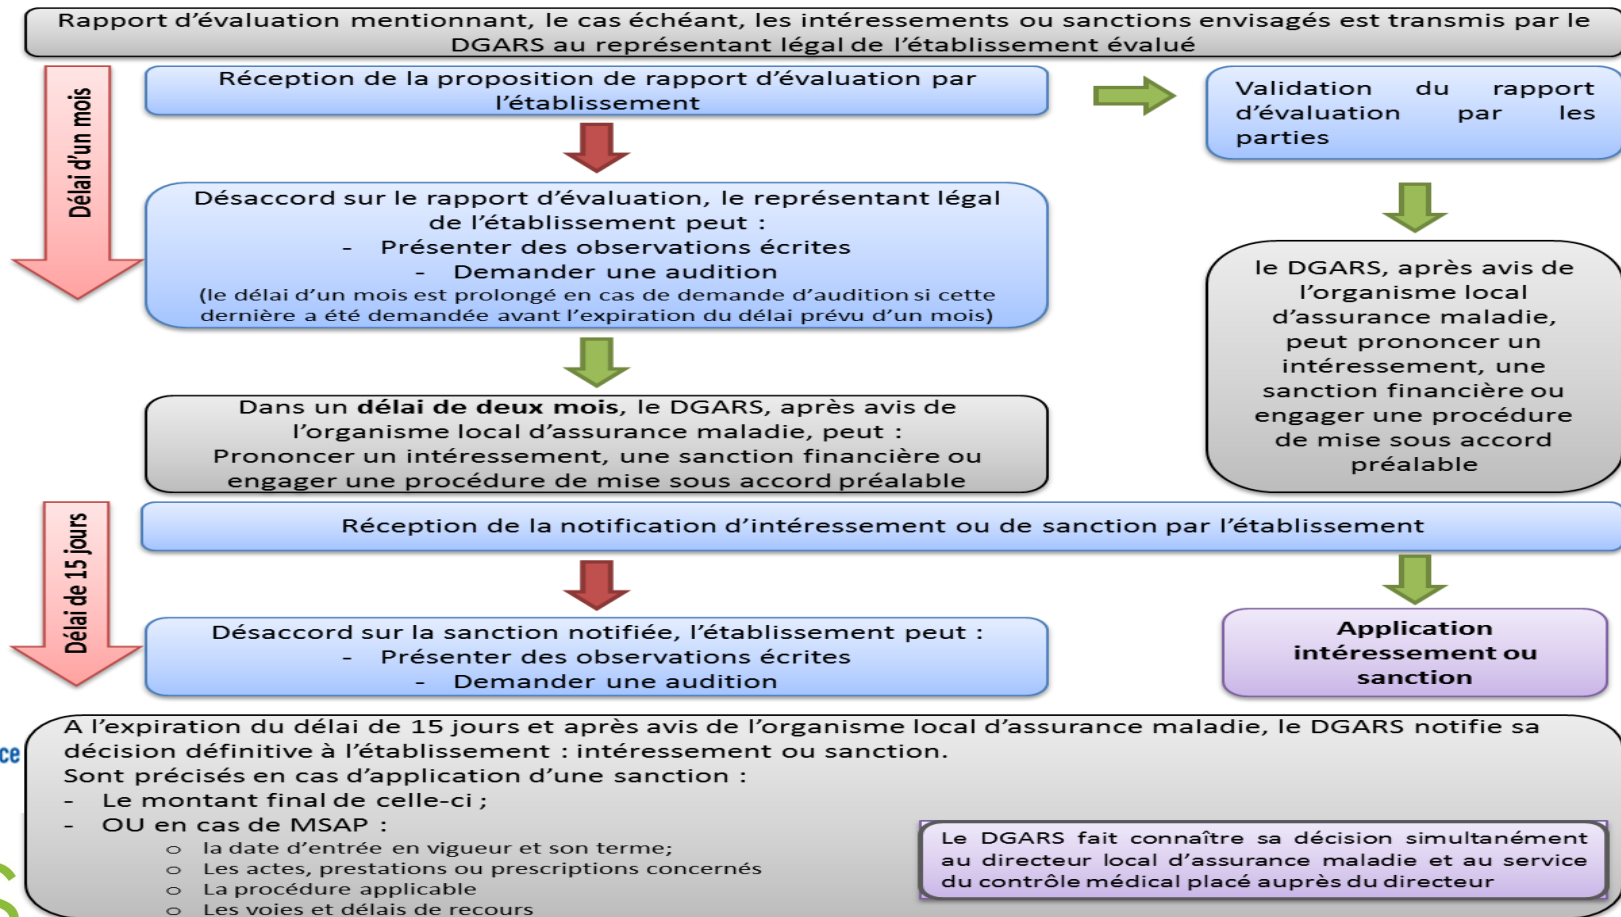 Rapport d'évaluation mentionnant, le cas échéant, les intéressements ou sanctions envisagés est transmis par le
DGARS au représentant légal de l'établissement évalué
Délai d'un mois
Réception de la proposition de rapport d'évaluation par
l'établissement
Validation du rapport
d'évaluation par les
parties
Désaccord sur le rapport d'évaluation, le représentant légal
de l'établissement peut :
- Présenter des observations écrites
- Demander une audition
(le délai d'un mois est prolongé en cas de demande d'audition si cette
dernière a été demandée avant l'expiration du délai prévu d'un mois)
le DGARS, après avis de
l'organisme local
d'assurance maladie,
peut prononcer un
intéressement, une
sanction financière ou
engager une procédure
de mise sous accord
préalable
Dans un délai de deux mois, le DGARS, après avis de
l'organisme local d'assurance maladie, peut :
Prononcer un intéressement, une sanction financière ou
engager une procédure de mise sous accord préalable
Délai de 15 jours
Réception de la notification d'intéressement ou de sanction par l'établissement
Désaccord sur la sanction notifiée, l'établissement peut :
- Présenter des observations écrites
- Demander une audition
Application
intéressement ou
sanction
A l'expiration du délai de 15 jours et après avis de l'organisme local d'assurance maladie, le DGARS notifie sa
décision définitive à l'établissement : intéressement ou sanction.
Sont précisés en cas d'application d'une sanction :
- Le montant final de celle-ci ;
- OU en cas de MSAP :
o la date d'entrée en vigueur et son terme;
o Les actes, prestations ou prescriptions concernés
o La procédure applicable
o Les voies et délais de recours
Le DGARS fait connaître sa décision simultanément
au directeur local d'assurance maladie et au service
du contrôle médical placé auprès du directeur
ce